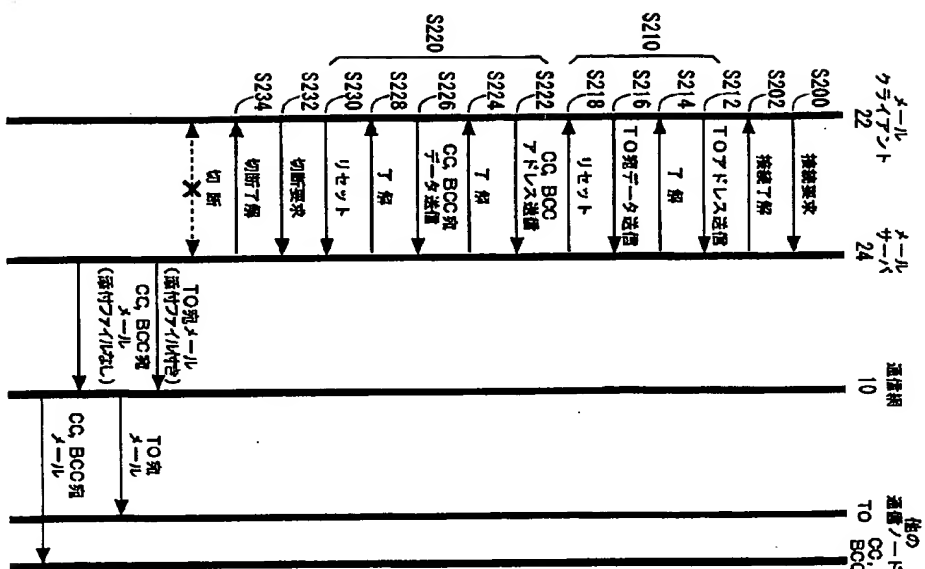 メール
クライアント
22
メール
サーバ
24
通信網
10
他の
通信ノード
TO
CC,
BCC
S200
接続要求
S202
接続了解
S210
S212
TOアドレス送信
S214
了解
S216
TO宛データ送信
S218
リセット
S220
S222
CC, BCC
アドレス送信
S224
了解
S226
CC, BCC宛
データ送信
S228
了解
S230
リセット
S232
切断要求
S234
切断了解
切断
TO宛メール
(添付ファイル付き)
CC, BCC宛
メール
(添付ファイルなし)
TO宛
メール
CC, BCC宛
メール